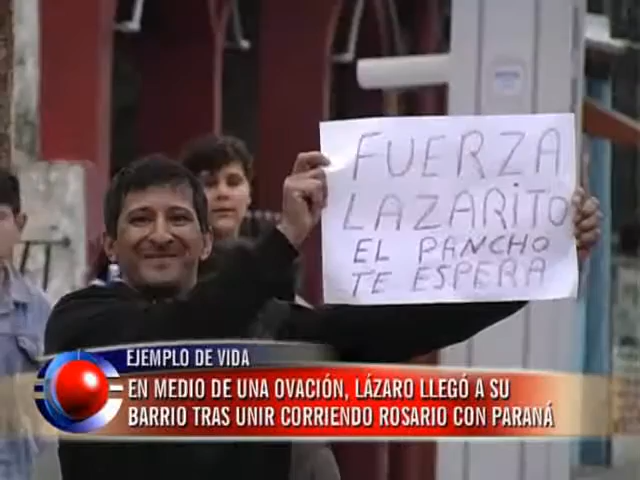 FUERZA
LAZARITO
EL PANCHO
TE ESPERA
EJEMPLO DE VIDA
EN MEDIO DE UNA OVACIÓN, LÁZARO LLEGÓ A SU
BARRIO TRAS UNIR CORRIENDO ROSARIO CON PARANÁ